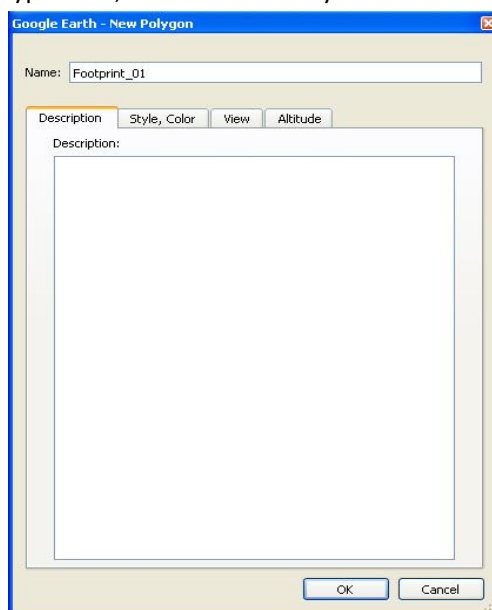 Google Earth - New Polygon
Name: Footprint_01
Description Style, Color View Altitude
Description:
OK Cancel